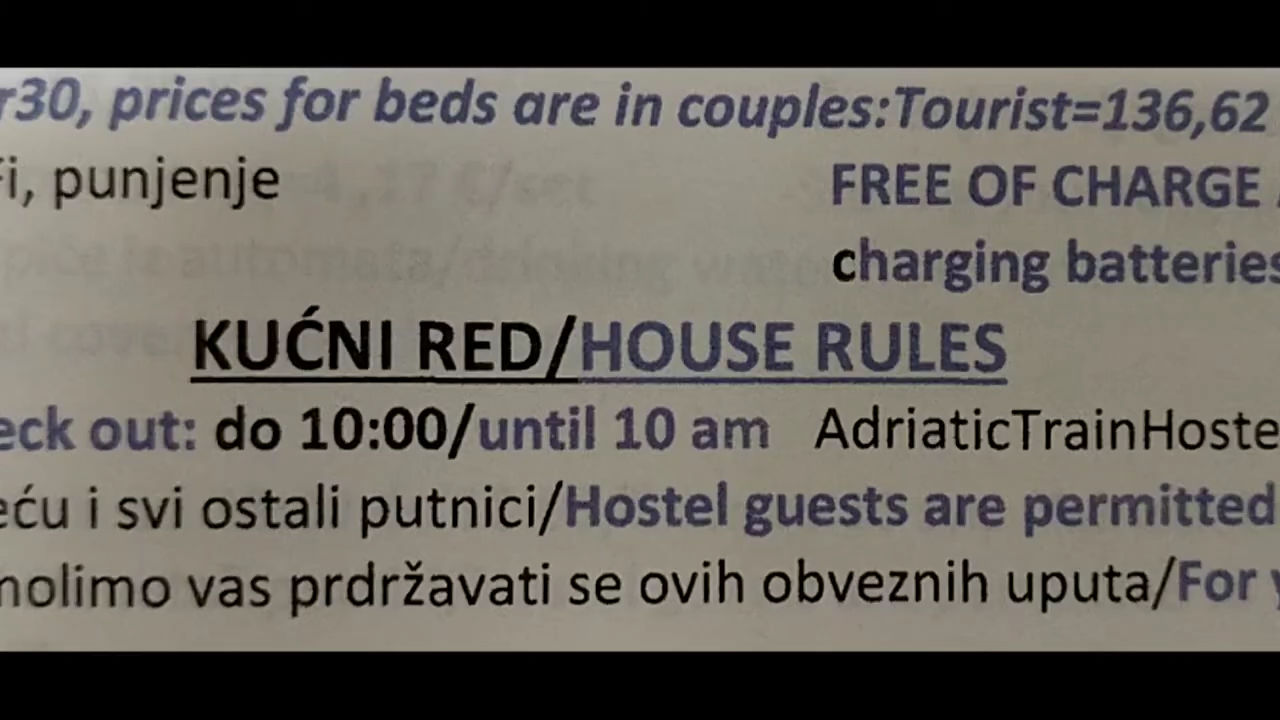 r30, prices for beds are in couples:Tourist=136,62
Fi, punjenje
FREE OF CHARGE
charging batteries
KUĆNI RED/HOUSE RULES
eck out: do 10:00/until 10 am AdriaticTrainHoste
eću i svi ostali putnici/Hostel guests are permitted
molimo vas prdržavati se ovih obveznih uputa/For y